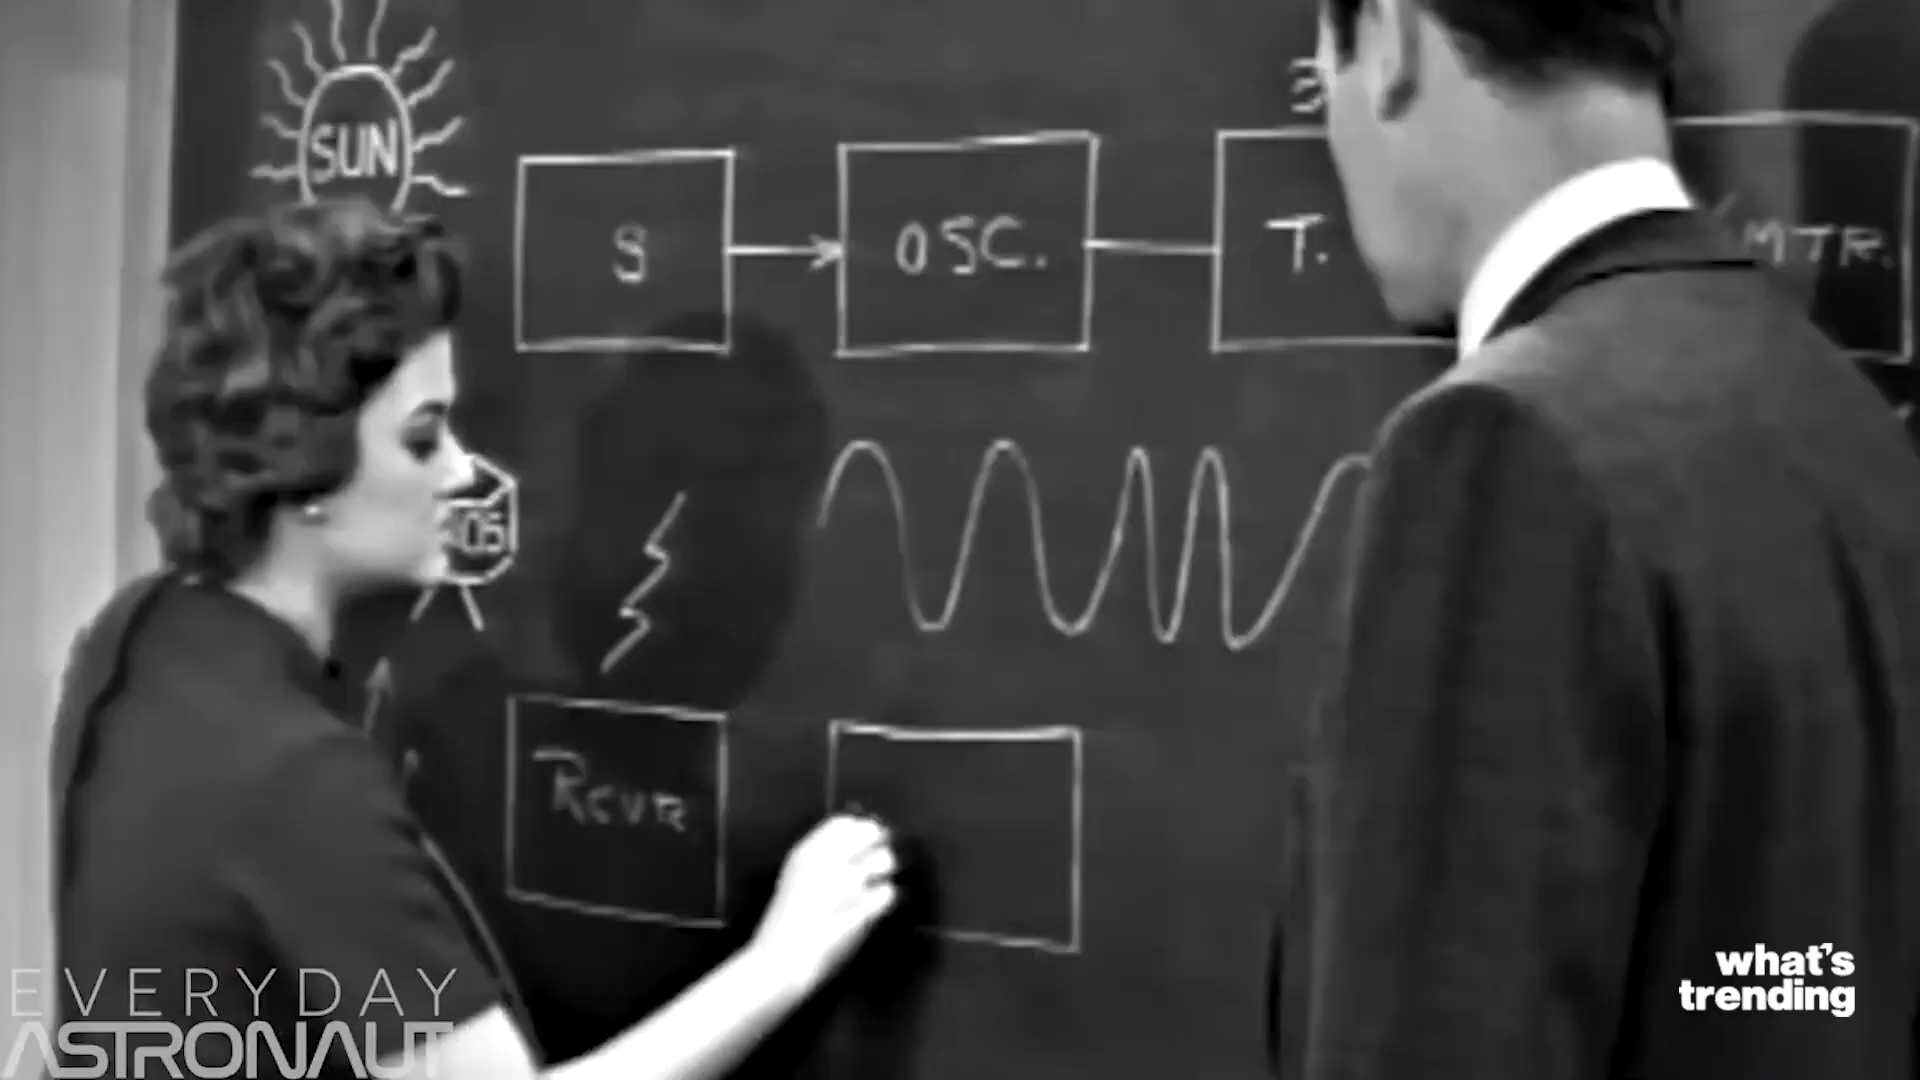 SUN
S
OSC.
T.
MTR.
Rcvr
EVERYDAY
ASTRONAUT
what's
trending